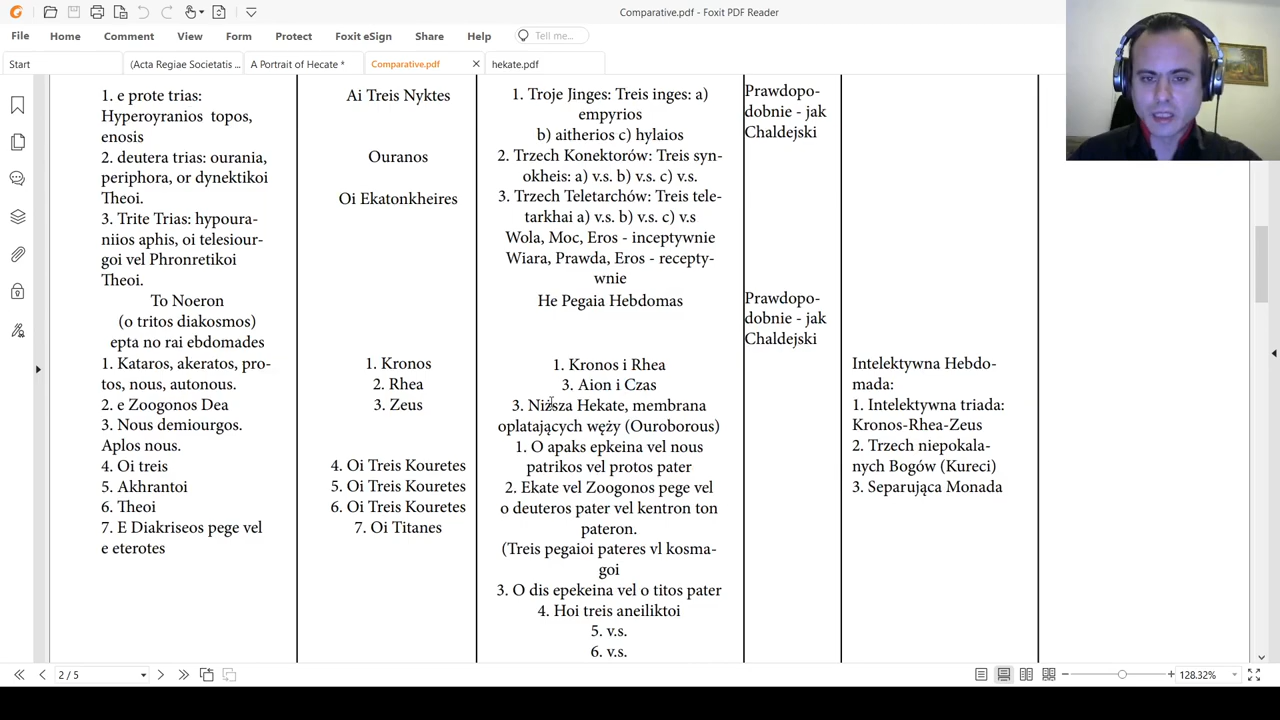 Comparative.pdf - Foxit PDF Reader
File Home Comment View Form Protect Foxit eSign Share Help Tell me...
Start (Acta Regiae Societatis ... A Portrait of Hecate * Comparative.pdf hekate.pdf
1. e prote trias:
Hyperoyranios topos,
enosis
2. deutera trias: ourania,
periphora, or dynektikoi
Theoi.
3. Trite Trias: hypoura-
niios aphis, oi telesiour-
goi vel Phronretikoi
Theoi.
To Noeron
(o tritos diakosmos)
epta no rai ebdomades
1. Kataros, akeratos, pro-
tos, nous, autonous.
2. e Zoogonos Dea
3. Nous demiourgos.
Aplos nous.
4. Oi treis
5. Akhrantoi
6. Theoi
7. E Diakriseos pege vel
e eterotes
Ai Treis Nyktes
Ouranos
Oi Ekatonkheires
1. Kronos
2. Rhea
3. Zeus
4. Oi Treis Kouretes
5. Oi Treis Kouretes
6. Oi Treis Kouretes
7. Oi Titanes
1. Troje Jinges: Treis inges: a)
empyrios
b) aitherios c) hylaios
2. Trzech Konektorów: Treis syn-
okheis: a) v.s. b) v.s. c) v.s.
3. Trzech Teletarchów: Treis tele-
tarkhai a) v.s. b) v.s. c) v.s
Wola, Moc, Eros - inceptywnie
Wiara, Prawda, Eros - recepty-
wnie
He Pegaia Hebdomas
1. Kronos i Rhea
3. Aion i Czas
3. Niższa Hekate, membrana
oplatających węży (Ouroborous)
1. O apaks epkeina vel nous
patrikos vel protos pater
2. Ekate vel Zoogonos pege vel
o deuteros pater vel kentron ton
pateron.
(Treis pegaioi pateres vl kosma-
goi
3. O dis epekeina vel o titos pater
4. Hoi treis aneiliktoi
5. v.s.
6. v.s.
Prawdopo-
dobnie - jak
Chaldejski
Prawdopo-
dobnie - jak
Chaldejski
Intelektywna Hebdo-
mada:
1. Intelektywna triada:
Kronos-Rhea-Zeus
2. Trzech niepokala-
nych Bogów (Kureci)
3. Separująca Monada
2 / 5
128.32%